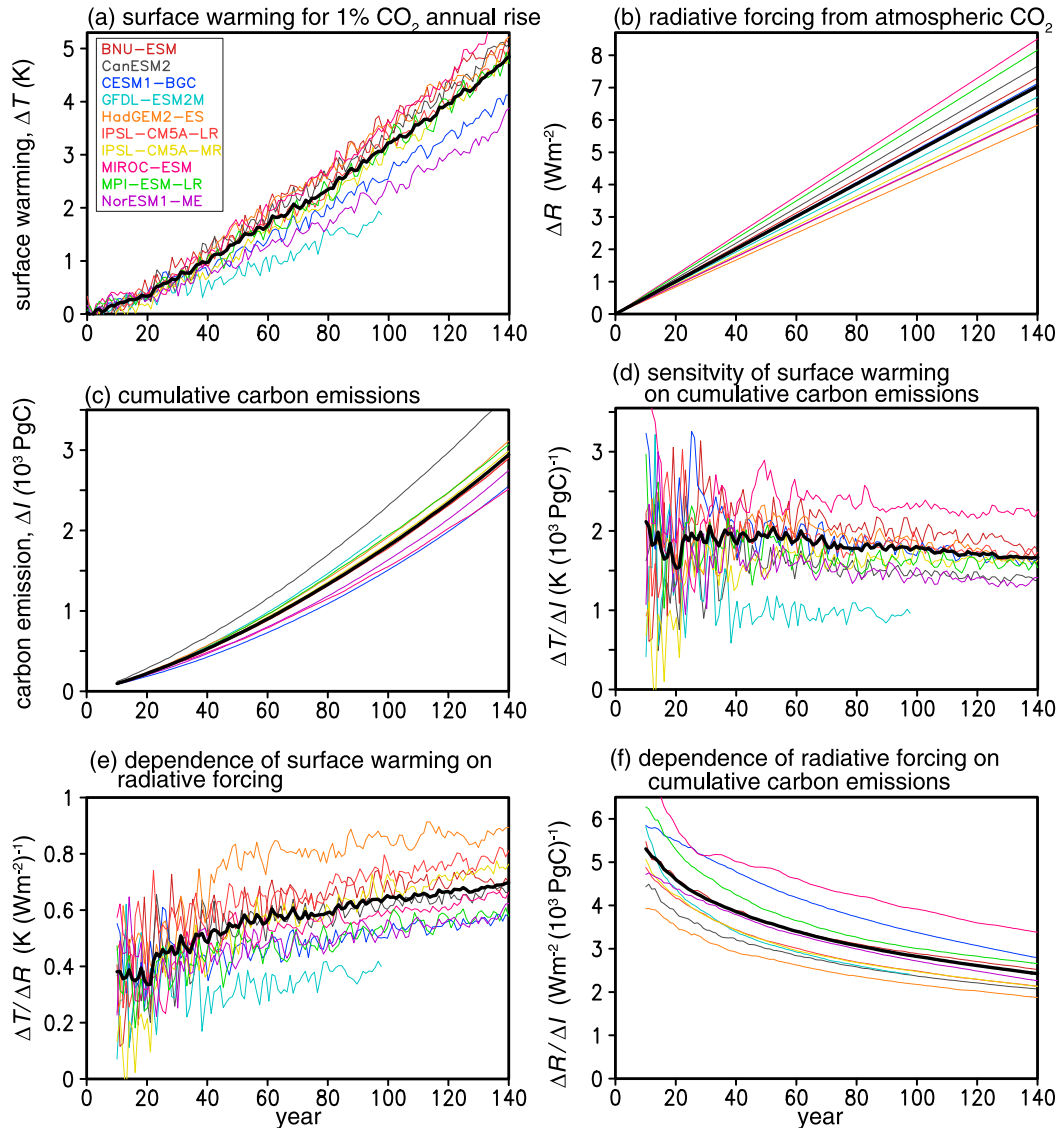 (a) surface warming for 1% CO2 annual rise
surface warming, ΔT (K)
5
4
3
2
1
0
BNU−ESM
CanESM2
CESM1−BGC
GFDL−ESM2M
HadGEM2−ES
IPSL−CM5A−LR
IPSL−CM5A−MR
MIROC−ESM
MPI−ESM−LR
NorESM1−ME
0 20 40 60 80 100 120 140
(b) radiative forcing from atmospheric CO2
ΔR (Wm-2)
8
7
6
5
4
3
2
1
0
0 20 40 60 80 100 120 140
(c) cumulative carbon emissions
carbon emission, ΔI (10³ PgC)
3
2
1
0
0 20 40 60 80 100 120 140
(d) sensitvity of surface warming
on cumulative carbon emissions
ΔT/ΔI (K (10³ PgC)-1)
3
2
1
0
0 20 40 60 80 100 120 140
(e) dependence of surface warming on
radiative forcing
ΔT/ΔR (K (Wm-2)-1)
1
0.8
0.6
0.4
0.2
0
0 20 40 60 80 100 120 140
year
(f) dependence of radiative forcing on
cumulative carbon emissions
ΔR/ΔI (Wm-2 (10³ PgC)-1)
6
5
4
3
2
1
0
0 20 40 60 80 100 120 140
year